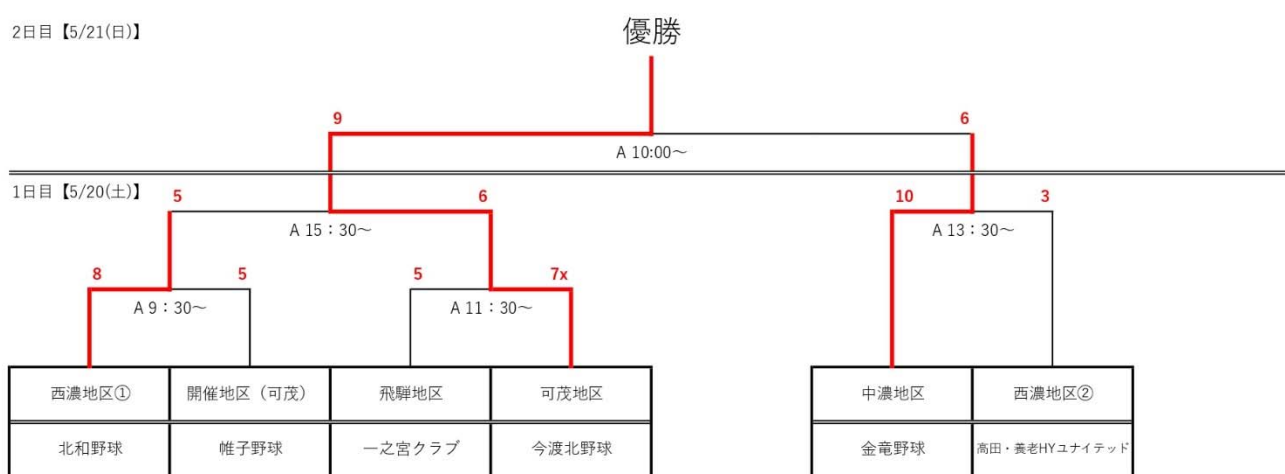 2日目【5/21(日)】
優勝
9
6
A 10:00～
1日目【5/20(土)】
5
6
10
3
A 15：30～
A 13：30～
8
5
5
7x
A 9：30～
A 11：30～
西濃地区①
開催地区（可茂）
飛騨地区
可茂地区
中濃地区
西濃地区②
北和野球
帷子野球
一之宮クラブ
今渡北野球
金竜野球
高田・養老HYユナイテッド